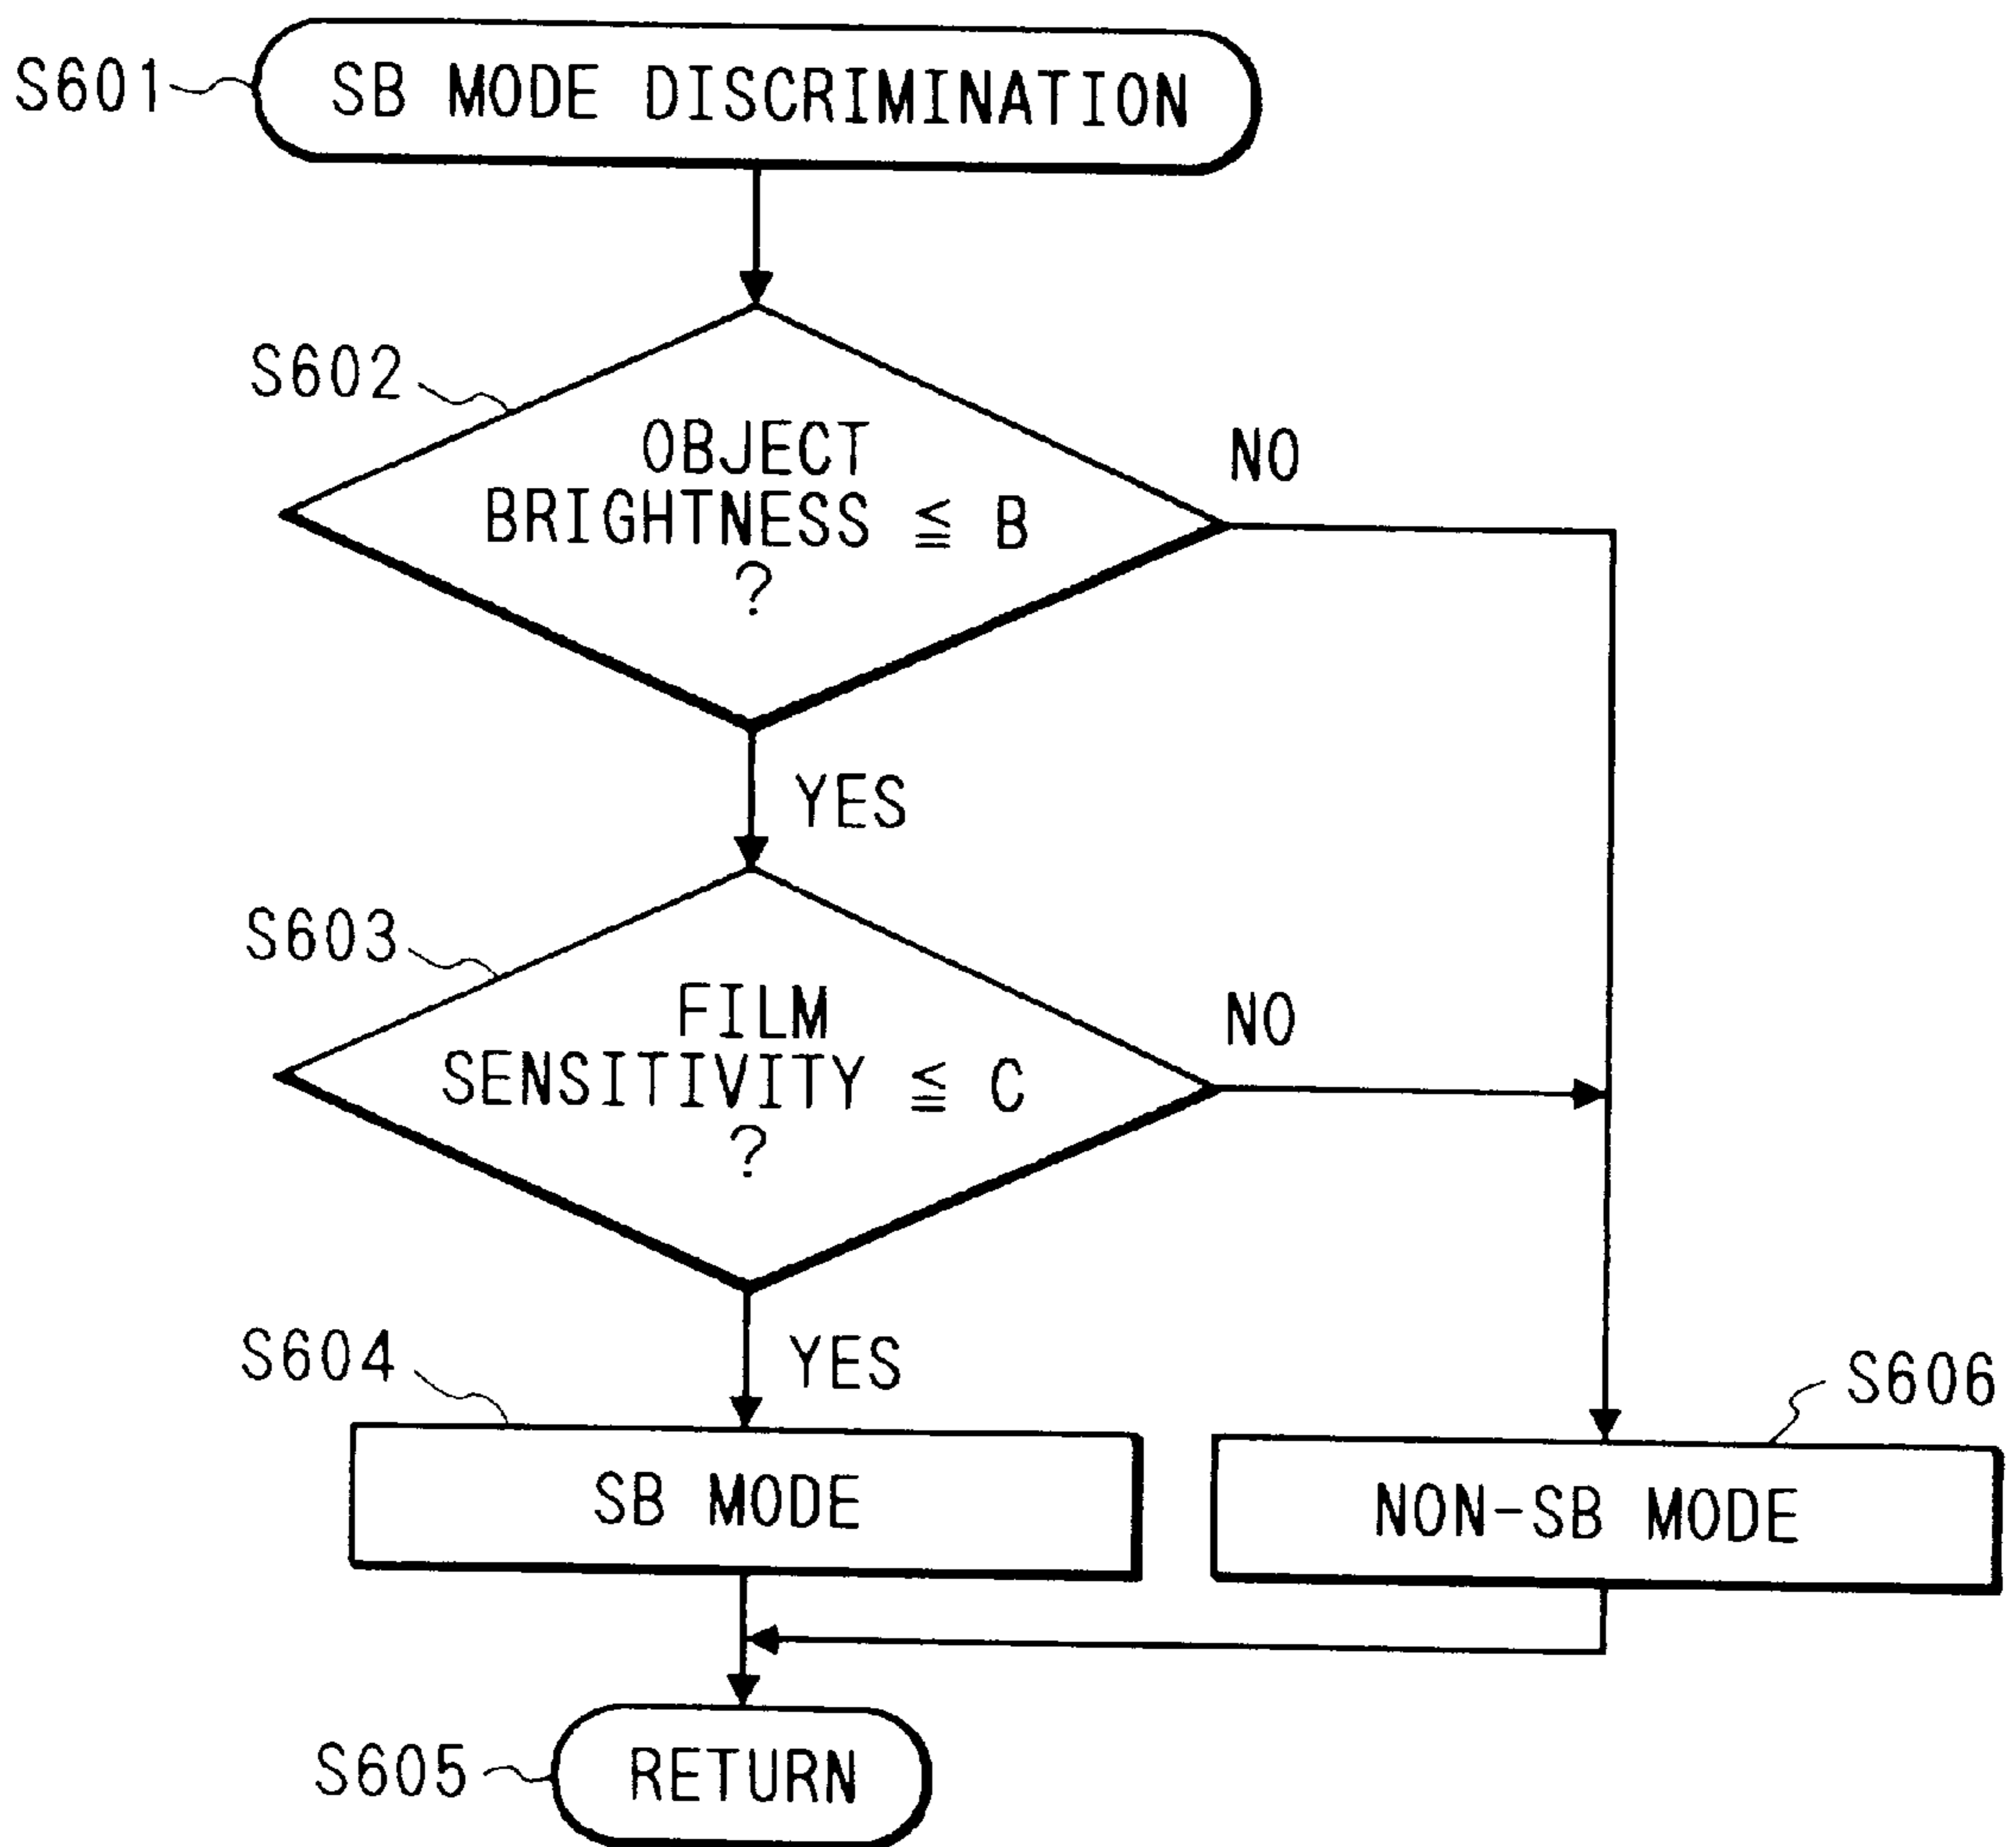 S601
SB MODE DISCRIMINATION
S602
OBJECT
BRIGHTNESS ≦ B
?
NO
YES
S603
FILM
SENSITIVITY ≦ C
?
NO
YES
S604
SB MODE
S606
NON-SB MODE
S605
RETURN